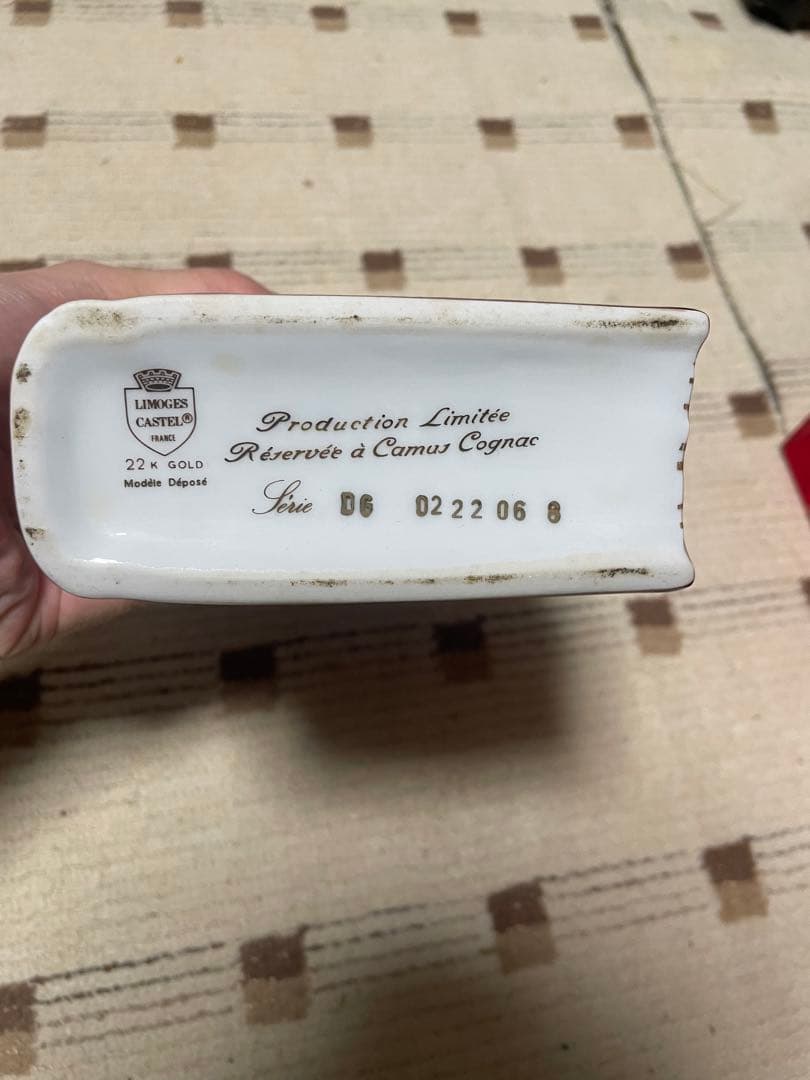 LIMOGES
CASTEL®
FRANCE
22 K GOLD
Modèle Déposé
Production Limitée
Réservée à Camus Cognac
Série D6 02 22 06 8